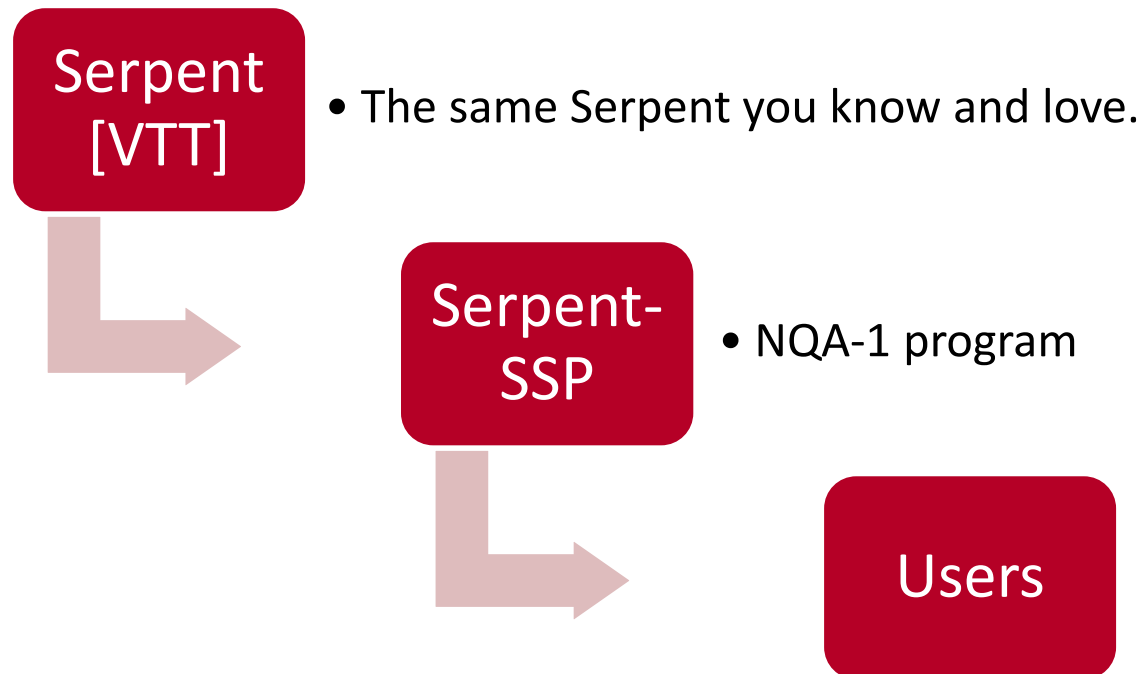 Serpent
[VTT]
• The same Serpent you know and love.
Serpent-
SSP
• NQA-1 program
Users